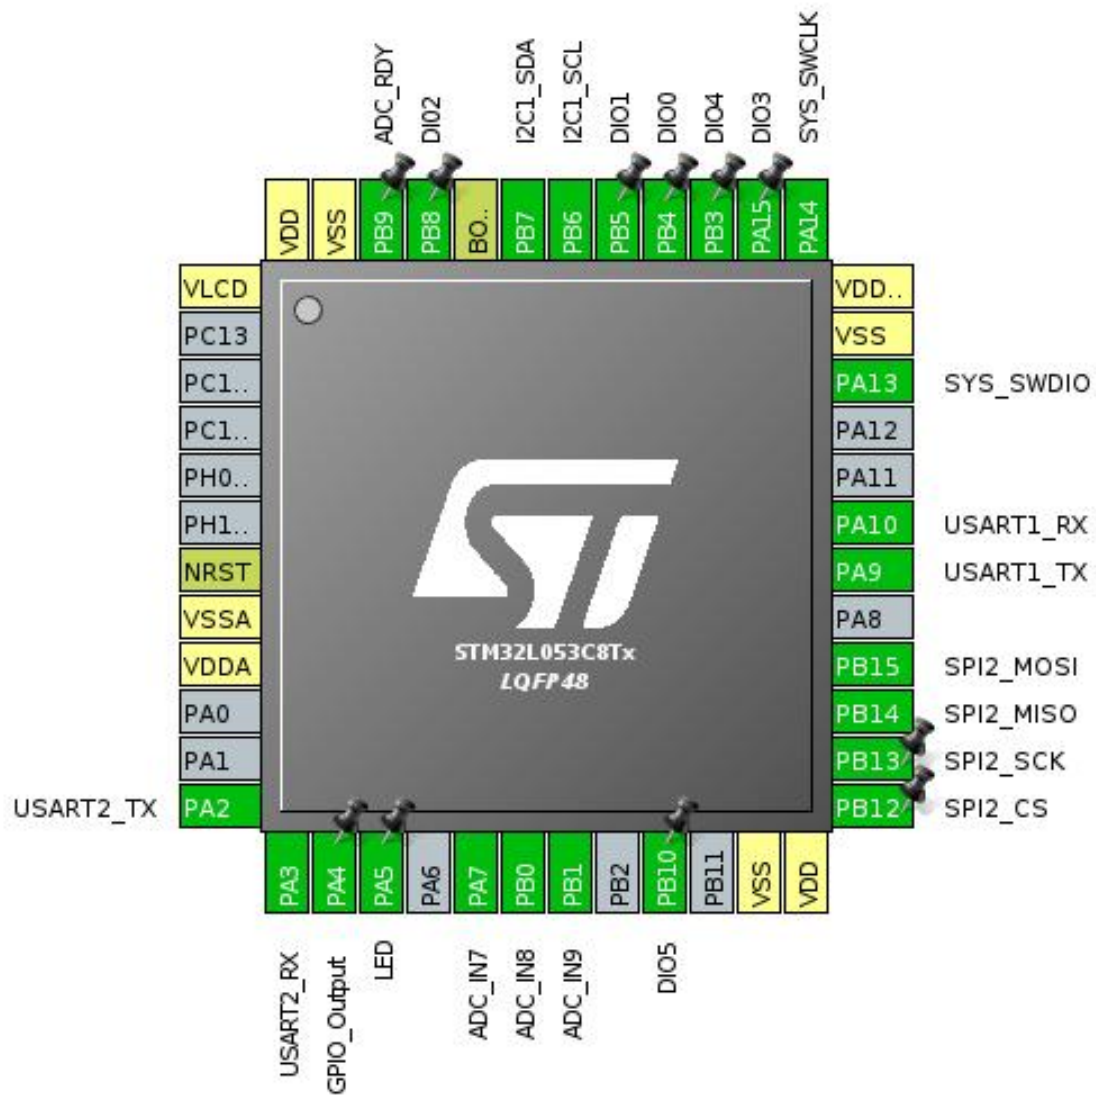 ADC_RDY
DIO2
I2C1_SDA
I2C1_SCL
DIO1
DIO0
DIO4
DIO3
SYS_SWCLK
VDD
VSS
PB9
PB8
BO..
PB7
PB6
PB5
PB4
PB3
PA15
PA14
VLCD
PC13
PC1..
PC1..
PH0..
PH1..
NRST
VSSA
VDDA
PA0
PA1
USART2_TX PA2
VDD..
VSS
PA13 SYS_SWDIO
PA12
PA11
PA10 USART1_RX
PA9 USART1_TX
PA8
PB15 SPI2_MOSI
PB14 SPI2_MISO
PB13 SPI2_SCK
PB12 SPI2_CS
ST
STM32L053C8Tx
LQFP48
PA3
PA4
PA5
PA6
PA7
PB0
PB1
PB2
PB10
PB11
VSS
VDD
USART2_RX
GPIO_Output
LED
ADC_IN7
ADC_IN8
ADC_IN9
DIO5